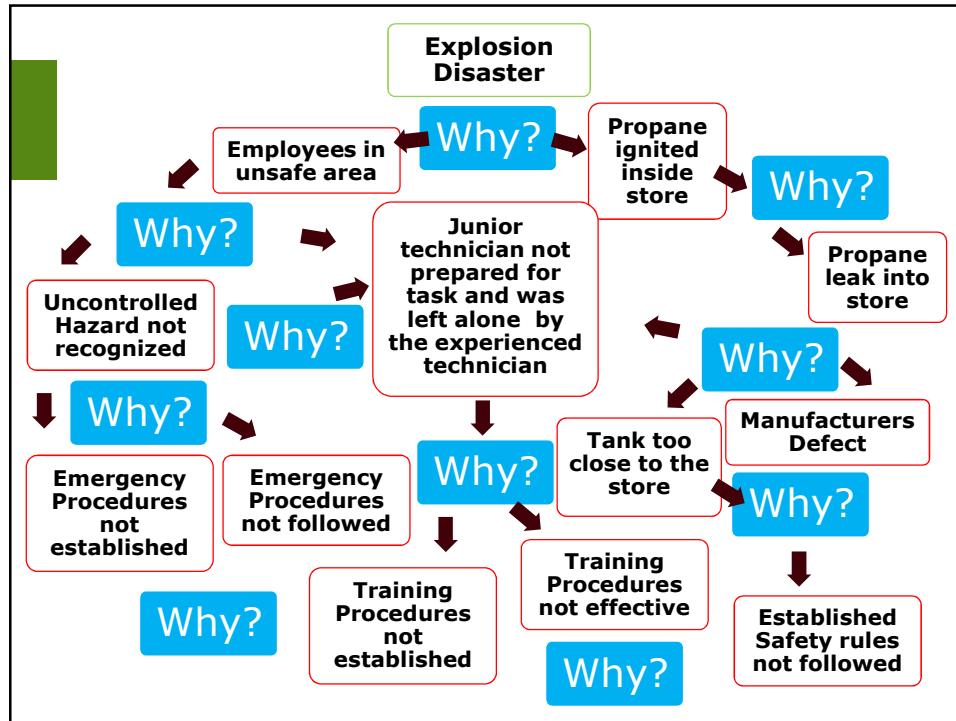 Explosion
Disaster
Why?
Employees in
unsafe area
Propane
ignited
inside
store
Why?
Why?
Junior
technician not
prepared for
task and was
left alone by
the experienced
technician
Propane
leak into
store
Uncontrolled
Hazard not
recognized
Why?
Why?
Why?
Manufacturers
Defect
Tank too
close to the
store
Why?
Why?
Emergency
Procedures
not
established
Emergency
Procedures
not followed
Training
Procedures
not effective
Training
Procedures
not
established
Why?
Established
Safety rules
not followed
Why?